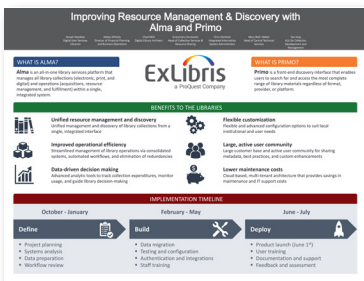 Improving Resource Management & Discovery with
Alma and Primo
WHAT IS ALMA?
Alma is an all-in-one library services platform that
manages all library collections (electronic, print, and
digital) and operations (acquisitions, resource
management, and fulfillment) within a single,
integrated system.
ExLibris
a ProQuest Company
WHAT IS PRIMO?
Primo is a front-end discovery interface that enables
users to search for and access the most complete
range of library materials regardless of format,
provider, or platform.
BENEFITS TO THE LIBRARIES
Unified resource management and discovery
Unified management and discovery of library collections from a
single, integrated interface
Flexible customization
Flexible and advanced configuration options to suit local
institutional and user needs
Improved operational efficiency
Streamlined management of library operations via consolidated
systems, automated workflows, and elimination of redundancies
Large, active user community
Large customer base and active user community for sharing
metadata, best practices, and custom enhancements
Data-driven decision making
Advanced analytic tools to track collection expenditures, monitor
usage, and guide library decision making
Lower maintenance costs
Cloud-based, multi-tenant architecture that provides savings in
maintenance and IT support costs
IMPLEMENTATION TIMELINE
October - January
February - May
June - July
Define
Build
Deploy
• Project planning
• Systems analysis
• Data preparation
• Workflow review
• Data migration
• Testing and configuration
• Authentication and integrations
• Staff training
• Product launch (June 1st)
• User training
• Documentation and support
• Feedback and assessment